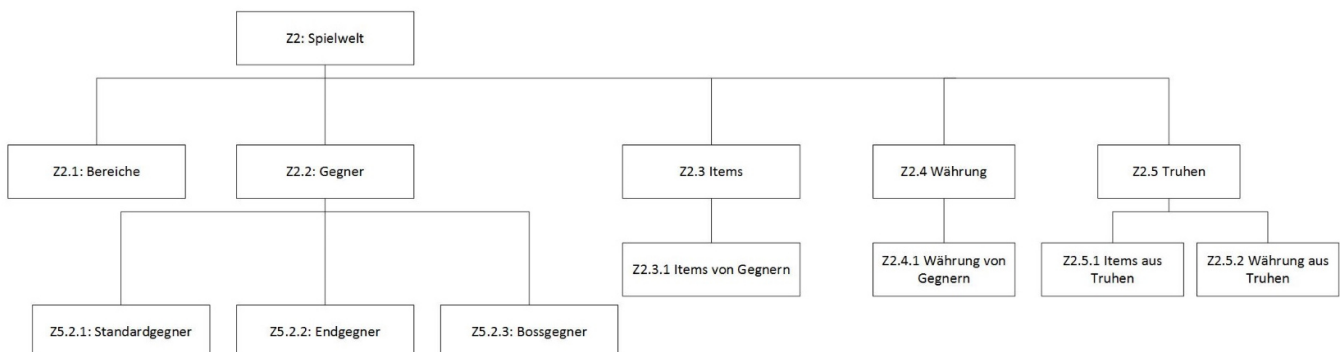 Z2: Spielwelt
Z2.1: Bereiche
Z2.2: Gegner
Z2.3 Items
Z2.4 Währung
Z2.5 Truhen
Z2.3.1 Items von Gegnern
Z2.4.1 Währung von
Gegnern
Z2.5.1 Items aus
Truhen
Z2.5.2 Währung aus
Truhen
Z5.2.1: Standardgegner
Z5.2.2: Endgegner
Z5.2.3: Bossgegner